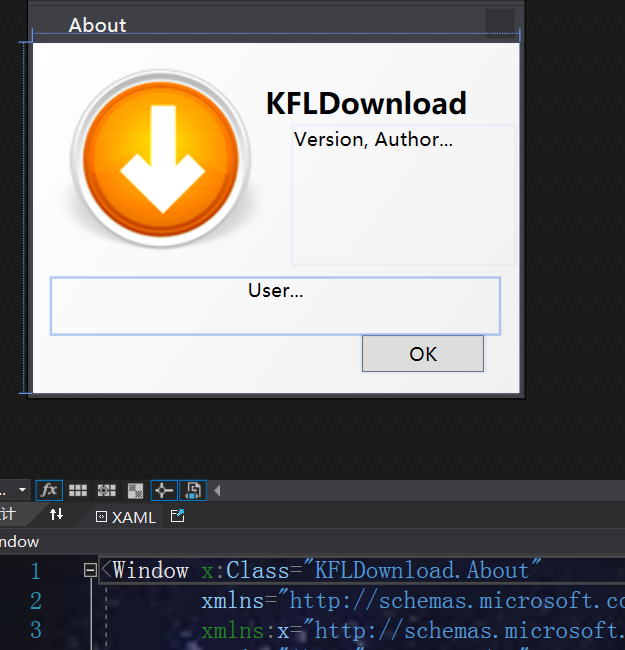 About
KFLDownload
Version, Author...
User...
OK
...
fx
计
XAML
ndow
1 <Window x:Class="KFLDownload.About"
2 xmlns="http://schemas.microsoft.co
3 xmlns:x="http://schemas.microsoft.